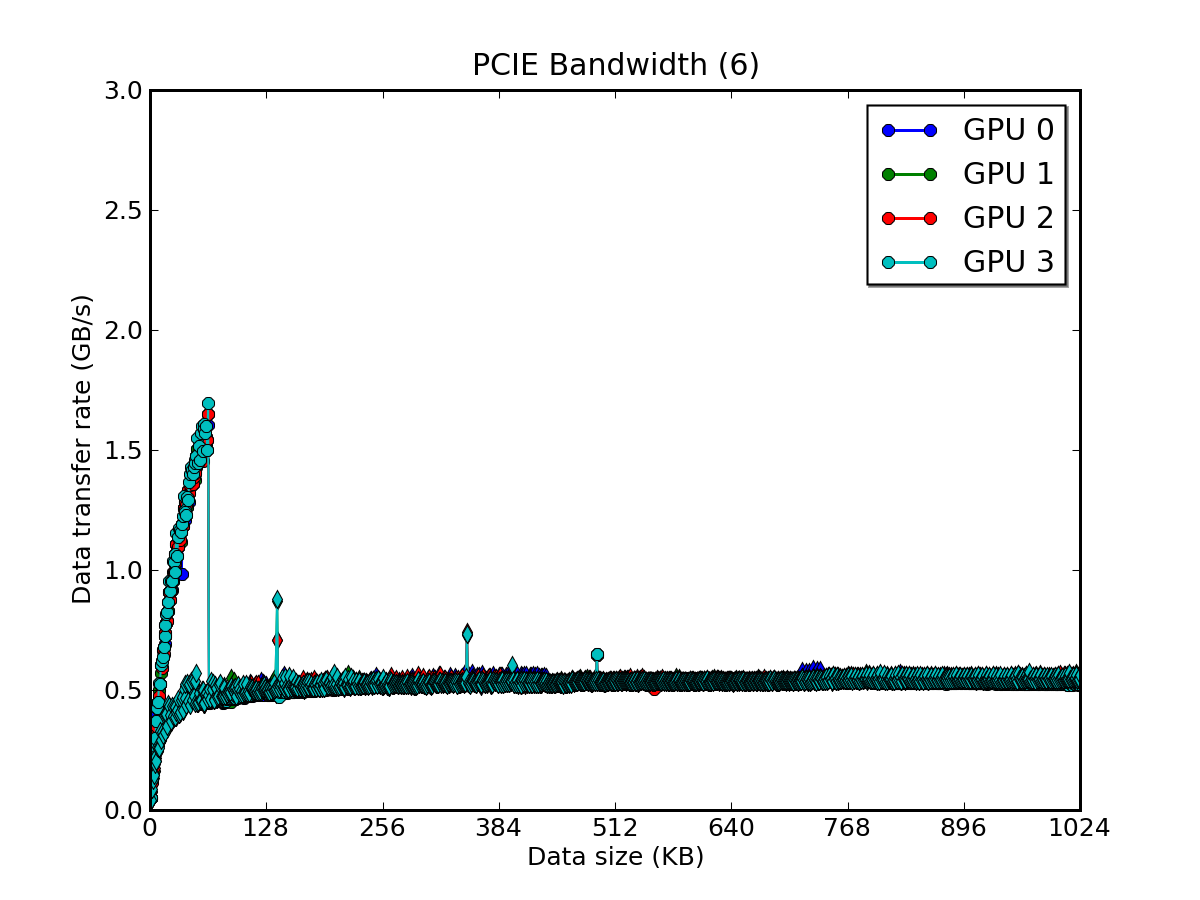 PCIE Bandwidth (6)
3.0
2.5
2.0
1.5
1.0
0.5
0.0
Data transfer rate (GB/s)
GPU 0
GPU 1
GPU 2
GPU 3
0 128 256 384 512 640 768 896 1024
Data size (KB)